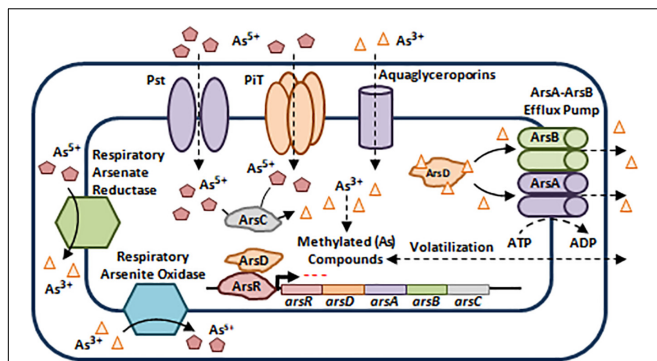 As5+
As5+
As3+
Pst
PiT
Aquaglyceroporins
ArsA-ArsB
Efflux Pump
ArsB
ArsA
ArsD
ATP
ADP
As5+
Respiratory
Arsenate
Reductase
As3+
As5+
As5+
ArsC
As3+
Methylated (As)
Compounds
Volatilization
Respiratory
Arsenite Oxidase
As3+
As5+
ArsD
ArsR
arsR arsD arsA arsB arsC